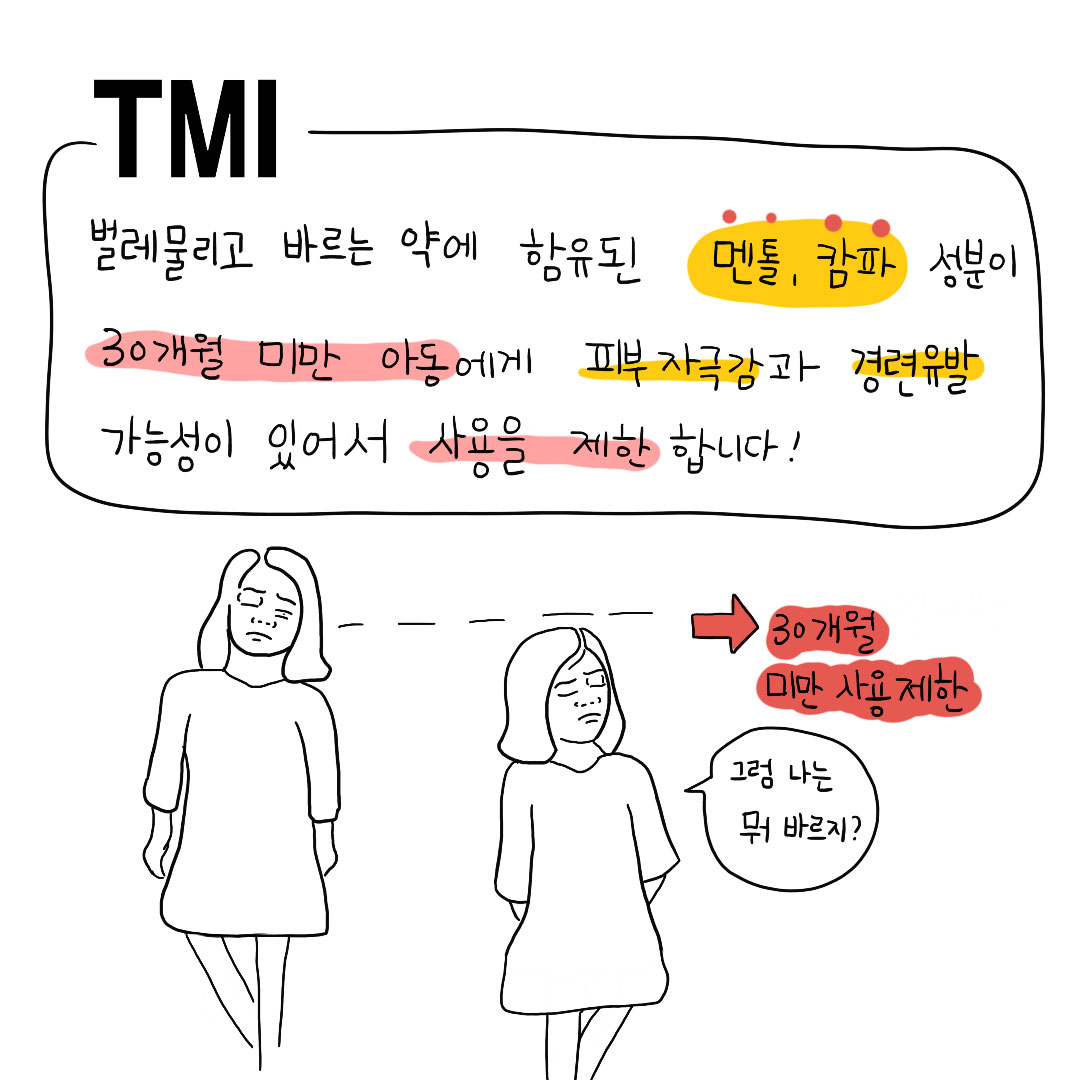 TMI
벌레물리고 바르는 약에 함유된 멘톨, 캄파 성분이
30개월 미만 아동에게 피부 자극감과 경련유발
가능성이 있어서 사용을 제한 합니다!
30개월
미만 사용제한
그럼 나는
뭐 바르지?